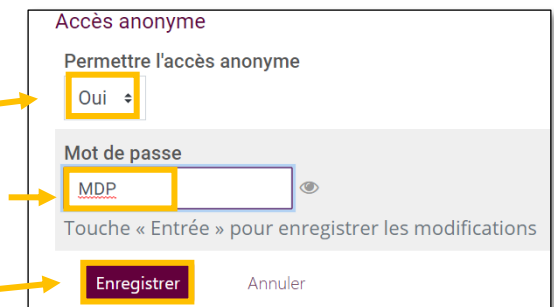 Accès anonyme
Permettre l'accès anonyme
Oui
Mot de passe
MDP
Touche « Entrée » pour enregistrer les modifications
Enregistrer Annuler